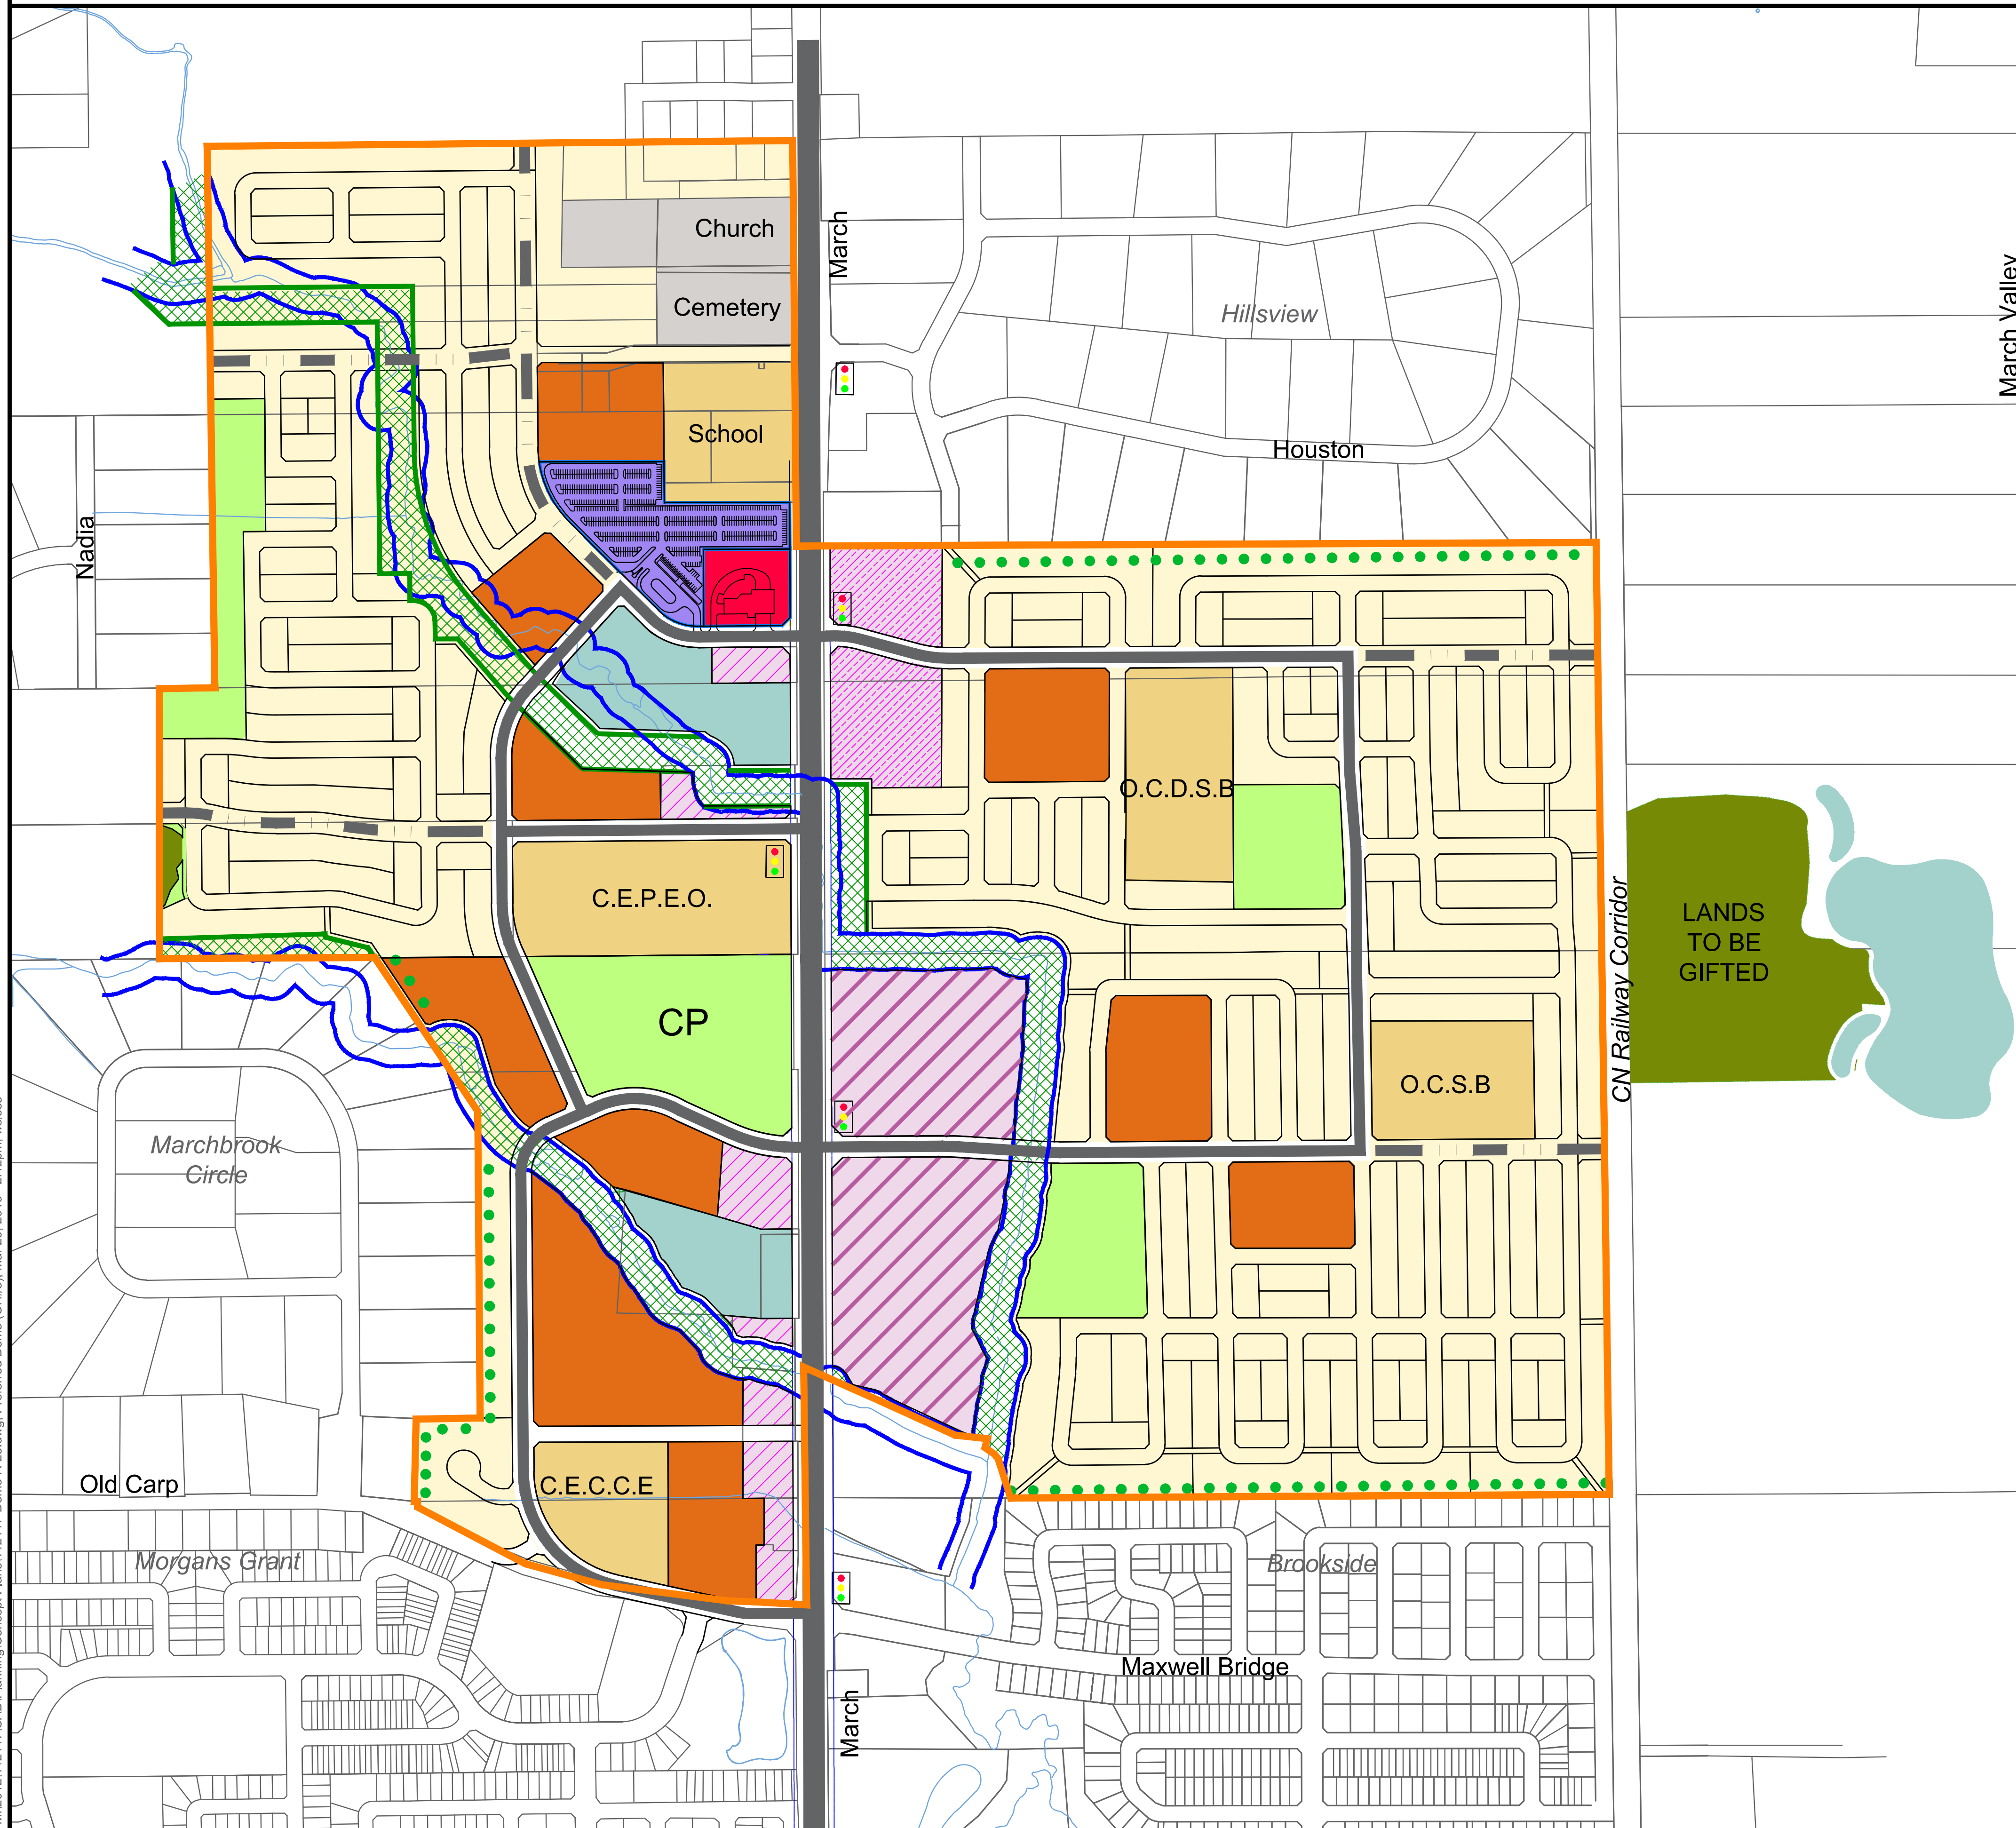 Church
March
Cemetery
Hillsview
March Valley
School
Houston
Nadia
O.C.D.S.B
C.E.P.E.O.
CN Railway Corridor
LANDS
TO BE
GIFTED
CP
O.C.S.B
Marchbrook
Circle
Old Carp
C.E.C.C.E
Morgans Grant
Brookside
Maxwell Bridge
March